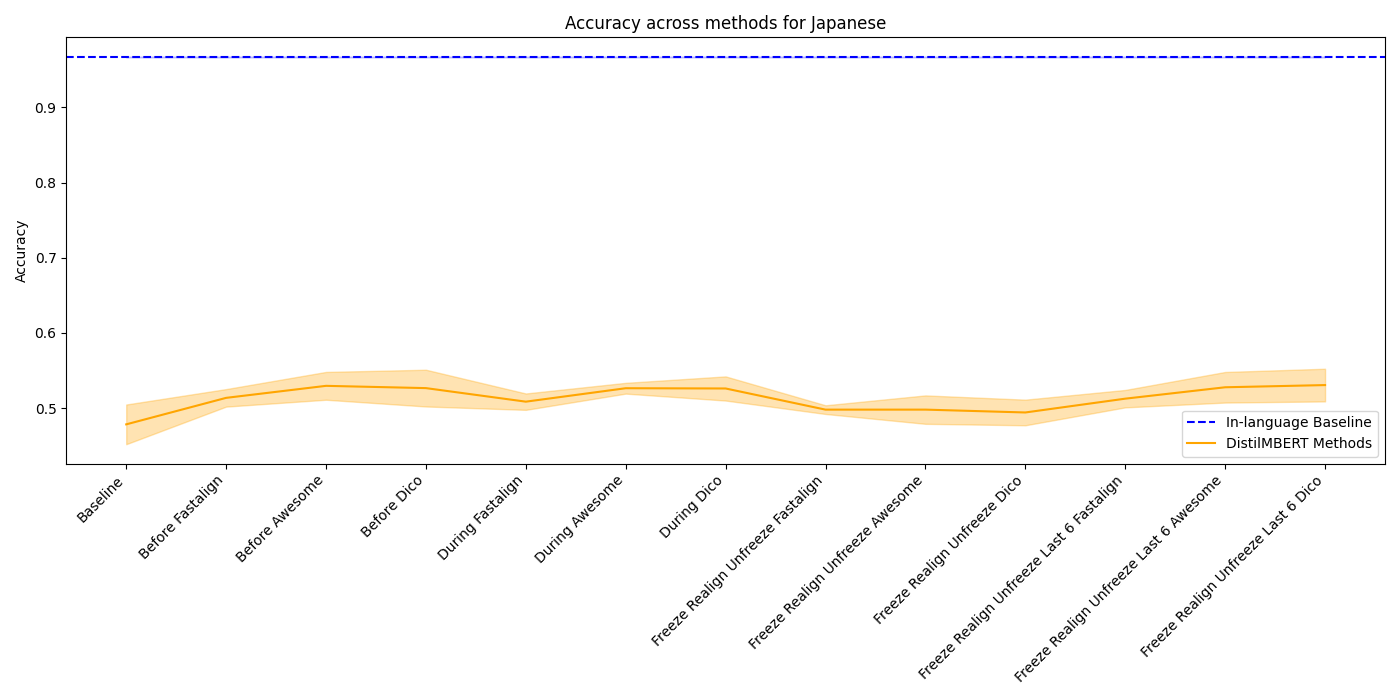 Accuracy across methods for Japanese
Accuracy
0.9
0.8
0.7
0.6
0.5
In-language Baseline
DistilMBERT Methods
Baseline
Before Fastalign
Before Awesome
Before Dico
During Fastalign
During Awesome
During Dico
Freeze Realign Unfreeze Fastalign
Freeze Realign Unfreeze Awesome
Freeze Realign Unfreeze Dico
Freeze Realign Unfreeze Last 6 Fastalign
Freeze Realign Unfreeze Last 6 Awesome
Freeze Realign Unfreeze Last 6 Dico